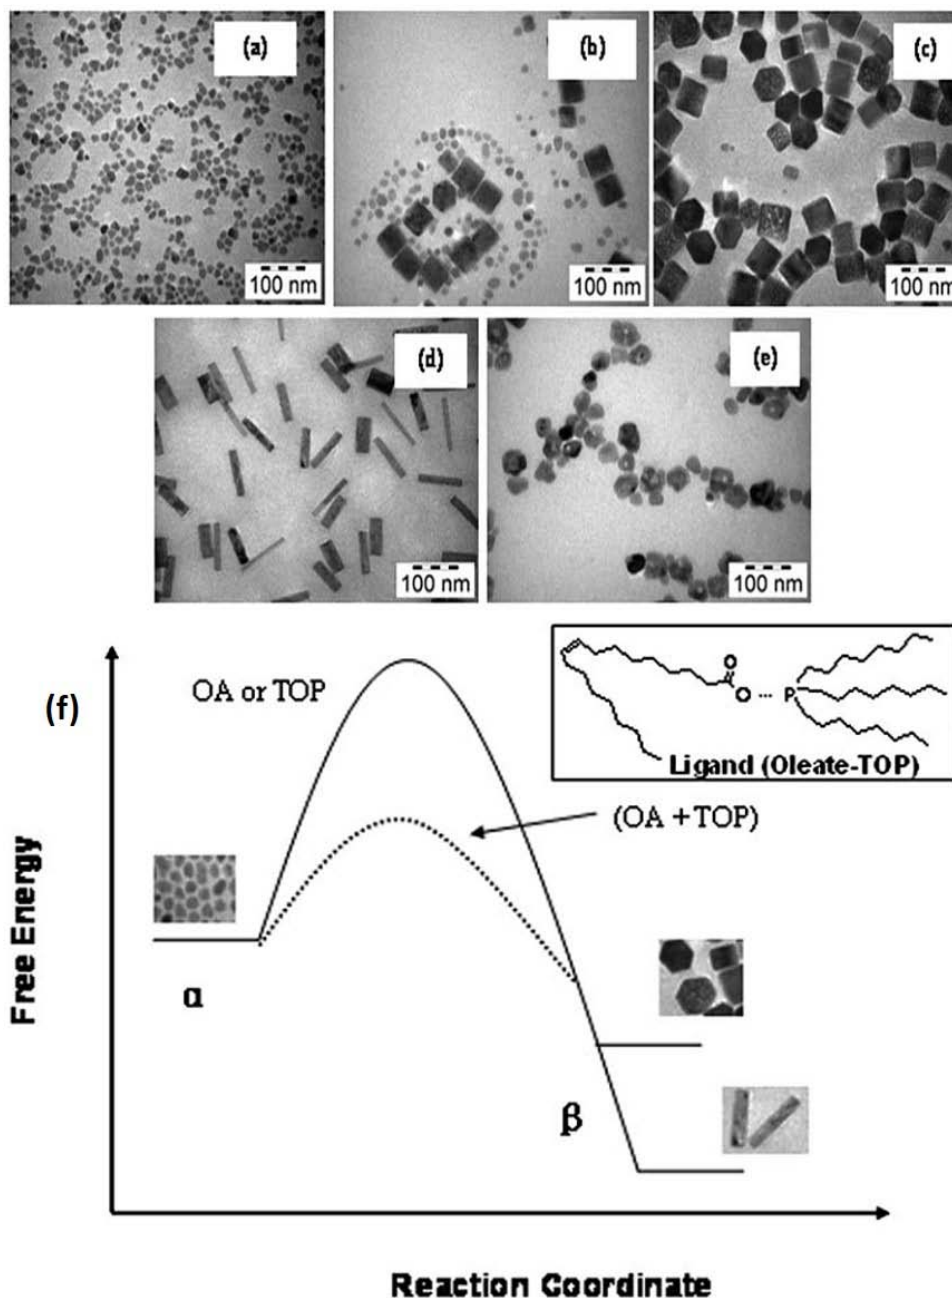 (a)
(b)
(c)
100 nm
100 nm
100 nm
(d)
(e)
100 nm
100 nm
(f)
OA or TOP
O
O ··· P
Ligand (Oleate-TOP)
(OA + TOP)
Free Energy
α
β
Reaction Coordinate